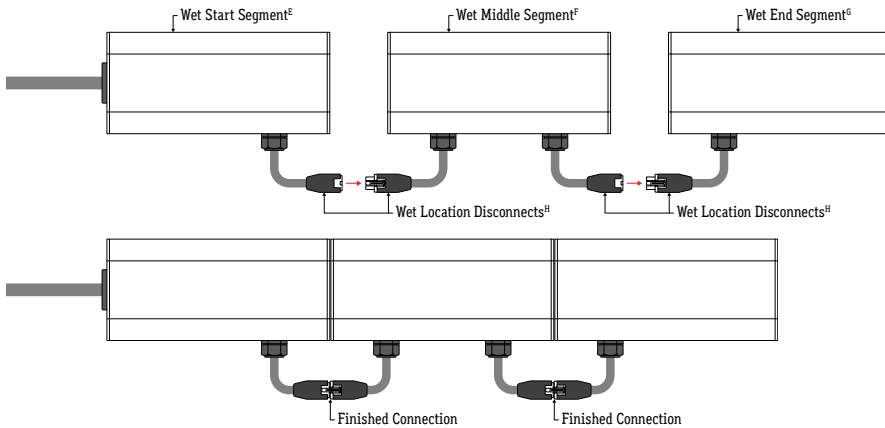 Wet Start Segmentᴱ
Wet Middle Segmentꟳ
Wet End Segmentᴳ
Wet Location Disconnectsᴴ
Wet Location Disconnectsᴴ
Finished Connection
Finished Connection